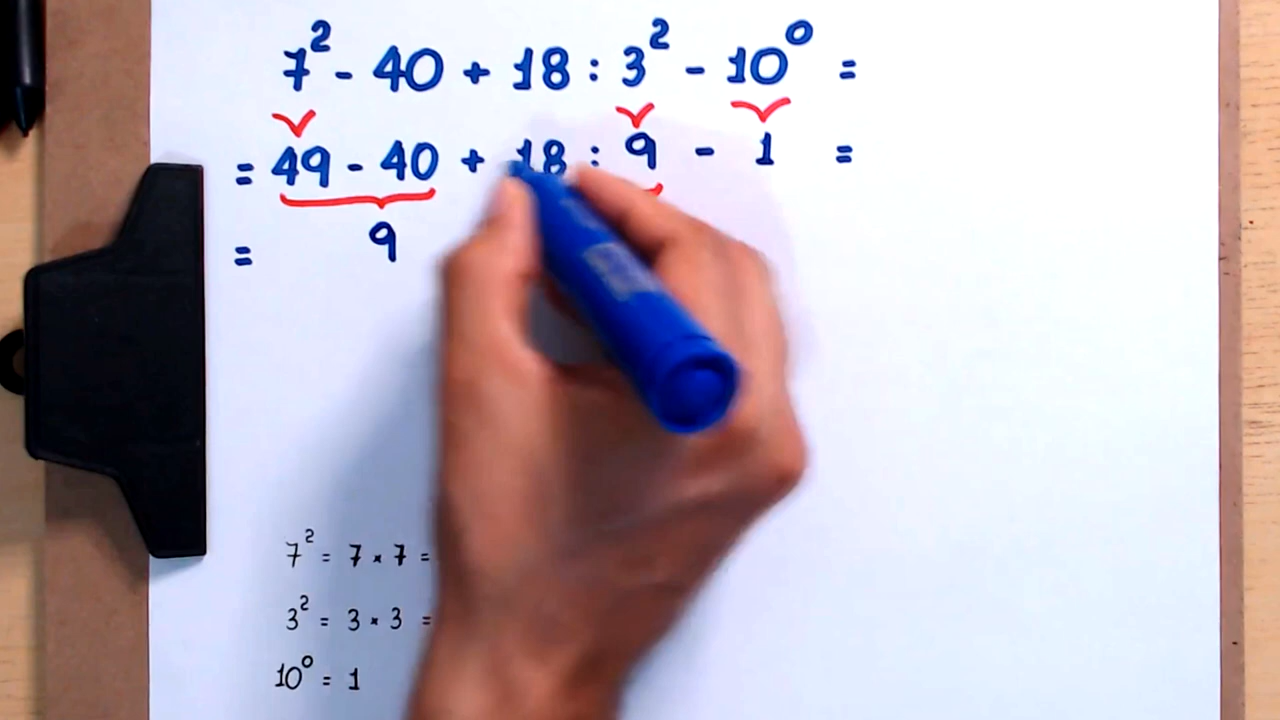 7² - 40 + 18 : 3² - 10⁰ =
= 49 - 40 + 18 : 9 - 1 =
= 9
7² = 7 × 7 =
3² = 3 × 3 =
10⁰ = 1